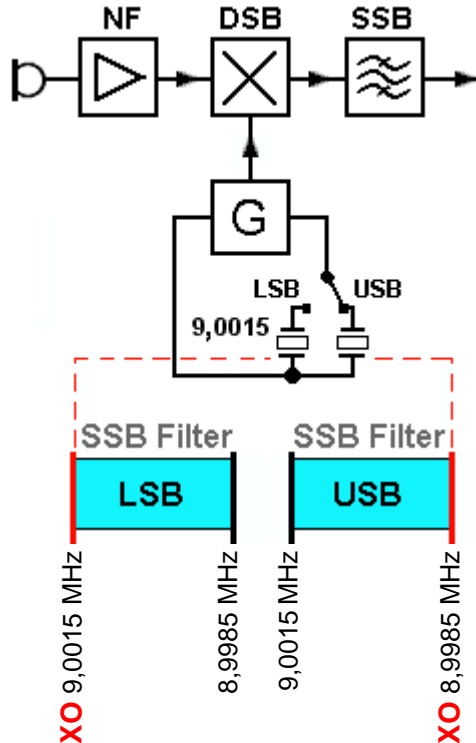 NF DSB SSB
G
LSB USB
9,0015
SSB Filter SSB Filter
LSB USB
XO 9,0015 MHz
8,9985 MHz
9,0015 MHz
XO 8,9985 MHz